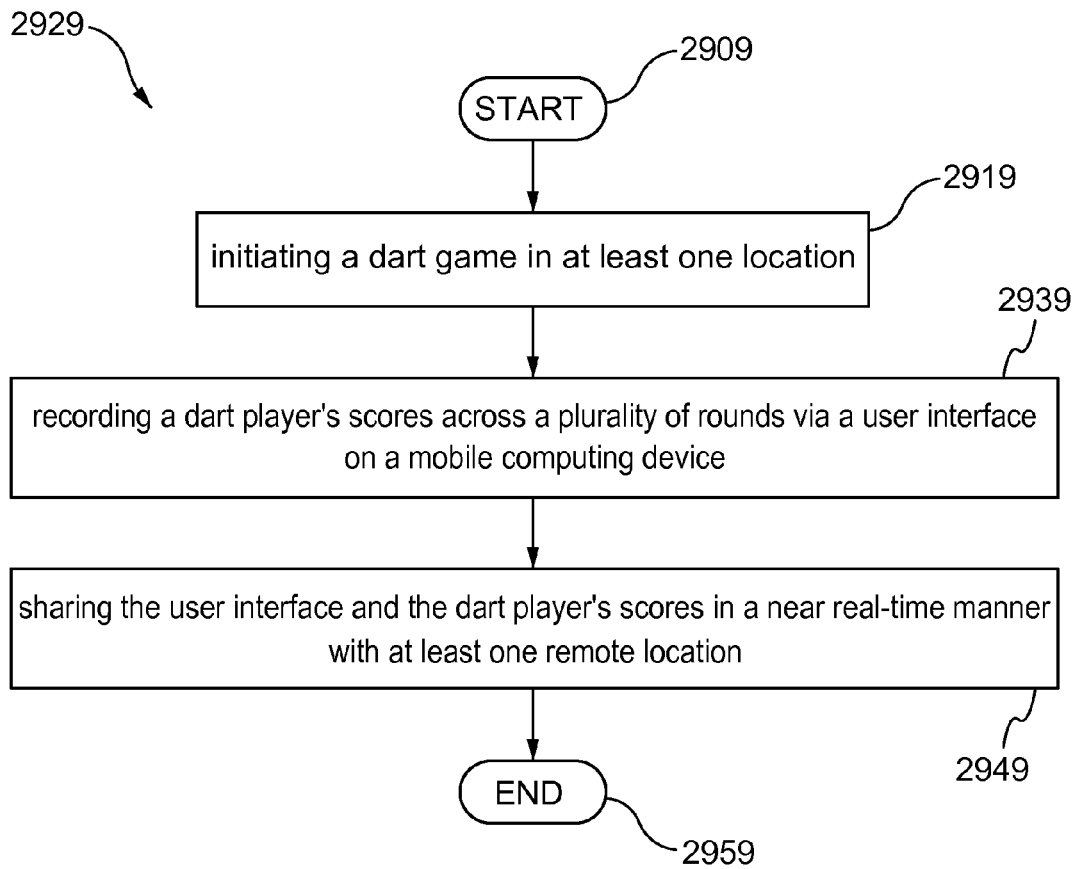 2929
2909
START
2919
initiating a dart game in at least one location
2939
recording a dart player's scores across a plurality of rounds via a user interface
on a mobile computing device
sharing the user interface and the dart player's scores in a near real-time manner
with at least one remote location
2949
END
2959